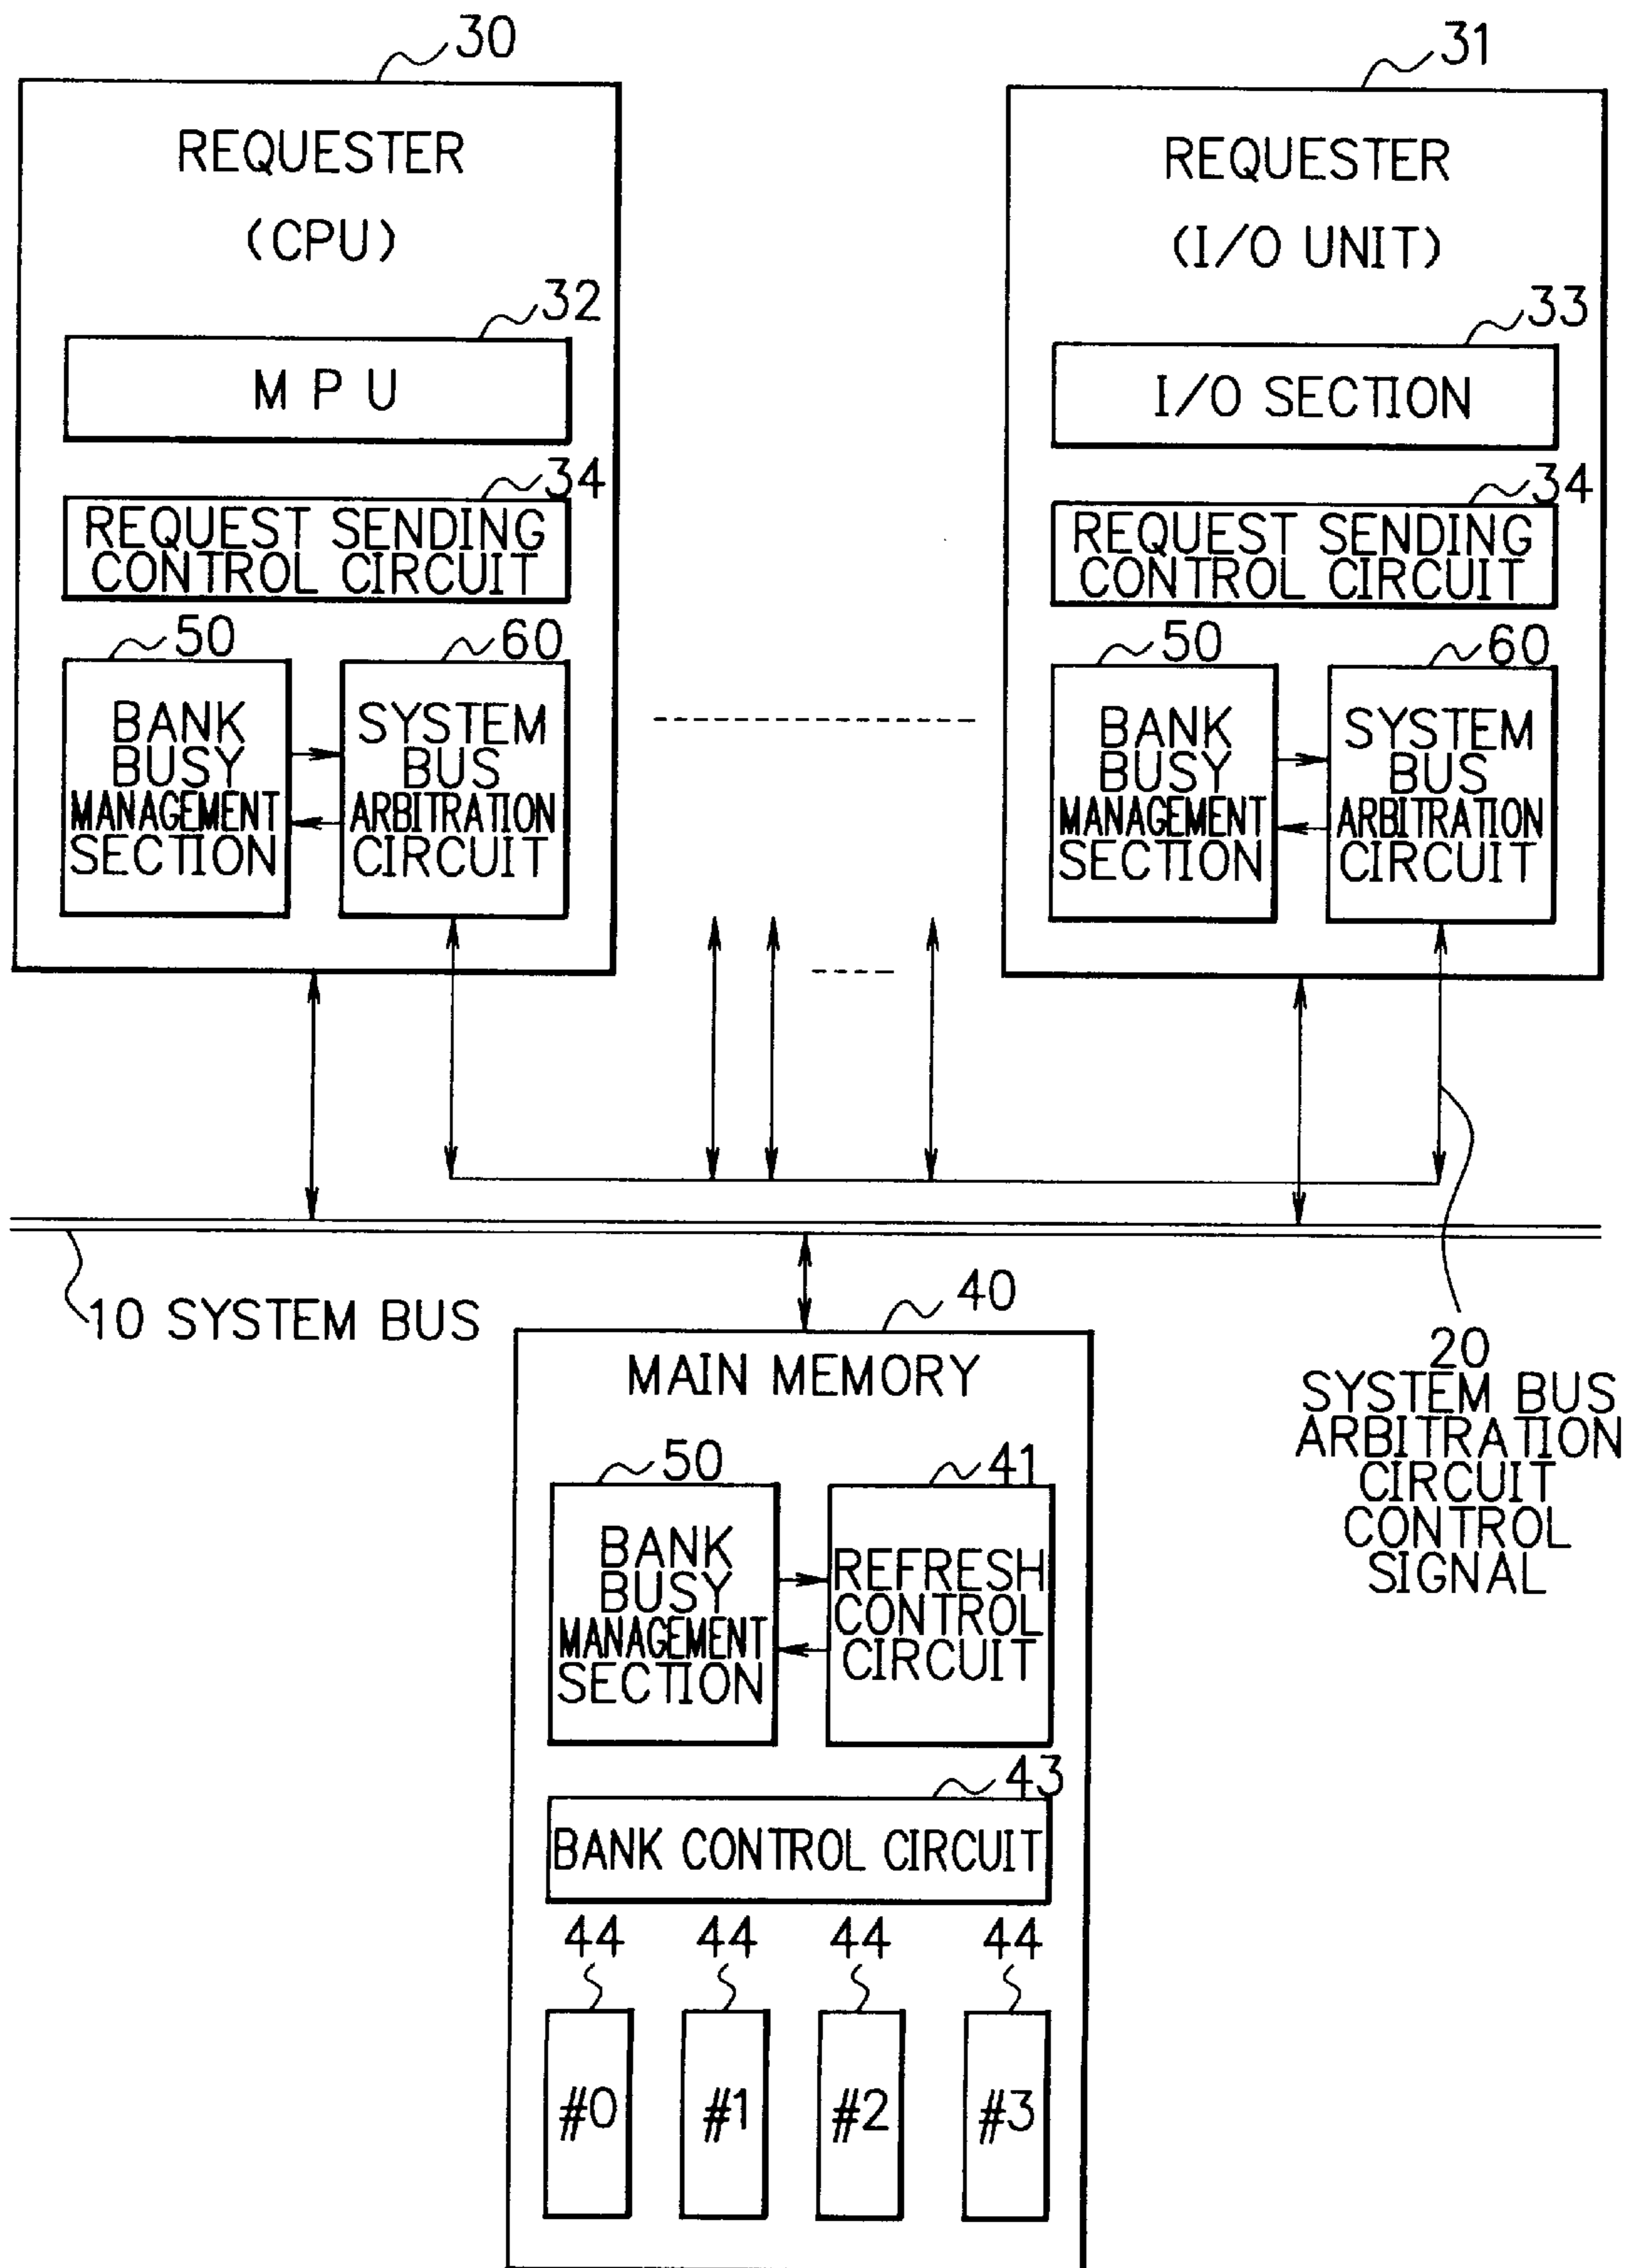 30
REQUESTER
(CPU)
32
M P U
34
REQUEST SENDING
CONTROL CIRCUIT
50
BANK
BUSY
MANAGEMENT
SECTION
60
SYSTEM
BUS
ARBITRATION
CIRCUIT
31
REQUESTER
(I/O UNIT)
33
I/O SECTION
34
REQUEST SENDING
CONTROL CIRCUIT
50
BANK
BUSY
MANAGEMENT
SECTION
60
SYSTEM
BUS
ARBITRATION
CIRCUIT
10 SYSTEM BUS
20
SYSTEM BUS
ARBITRATION
CIRCUIT
CONTROL
SIGNAL
40
MAIN MEMORY
50
BANK
BUSY
MANAGEMENT
SECTION
41
REFRESH
CONTROL
CIRCUIT
43
BANK CONTROL CIRCUIT
44 44 44 44
#0 #1 #2 #3